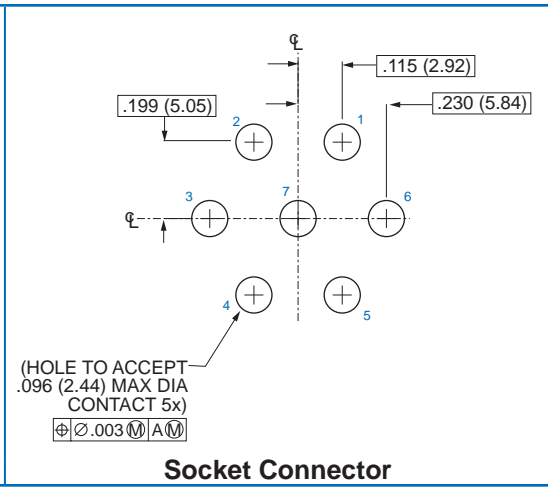 ℄
.115 (2.92)
.199 (5.05)
.230 (5.84)
2
1
3
7
6
℄
4
5
(HOLE TO ACCEPT
.096 (2.44) MAX DIA
CONTACT 5x)
⌖ ∅.003 Ⓜ A Ⓜ
Socket Connector